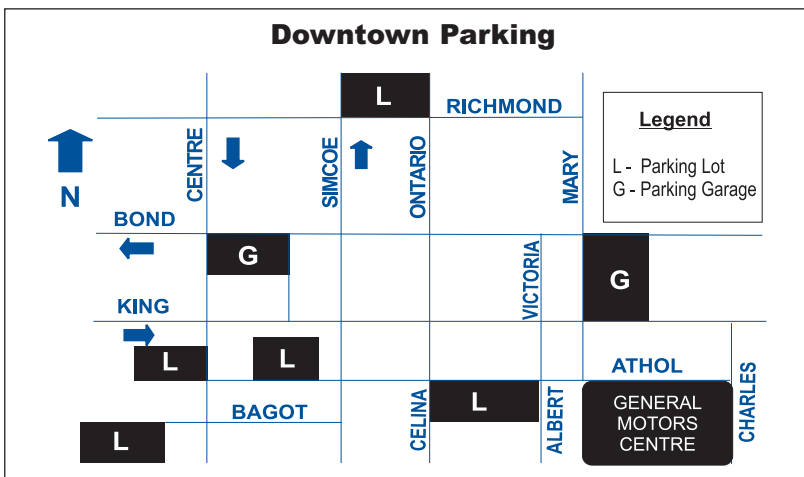 Downtown Parking
L
RICHMOND
Legend
L - Parking Lot
G - Parking Garage
N
CENTRE
SIMCOE
ONTARIO
MARY
BOND
G
VICTORIA
G
KING
L
L
ATHOL
BAGOT
CELINA
L
ALBERT
GENERAL
MOTORS
CENTRE
CHARLES
L